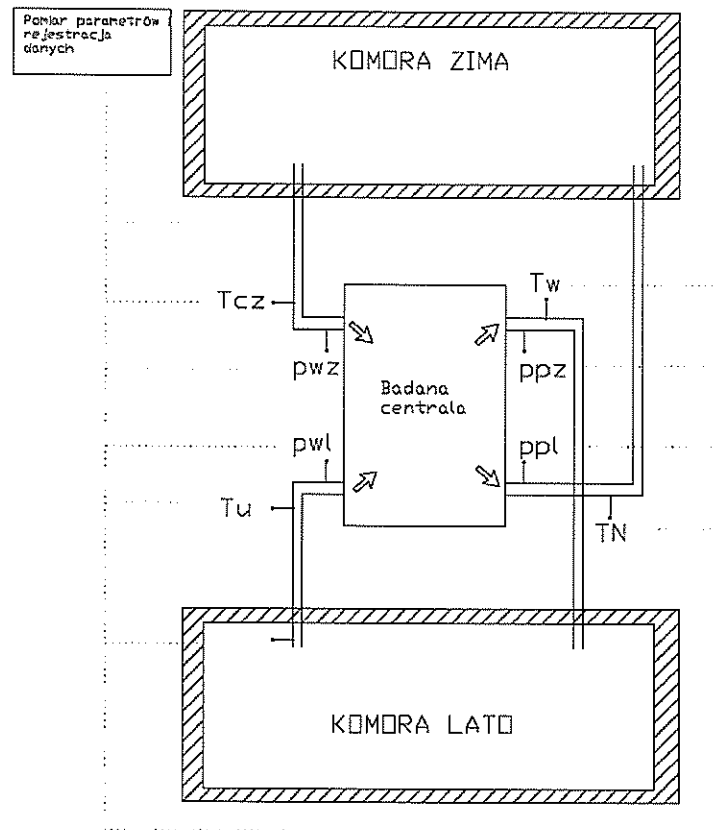 Pomiar parametrów i
rejestracja
danych
KOMORA ZIMA
Tcz
Tw
pwz
ppz
Badana
centrala
pwl
ppl
Tu
TN
KOMORA LATO